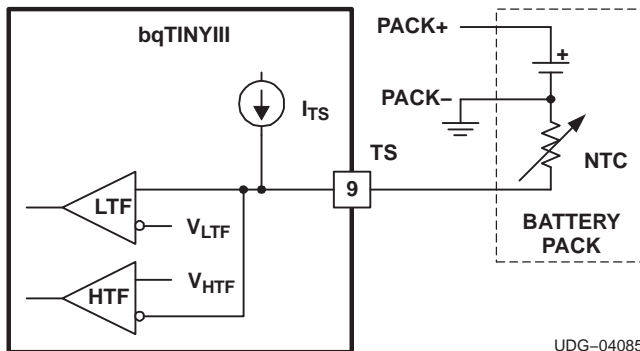 bqTINYIII
PACK+
+
PACK−
ITS
TS
NTC
9
LTF
VLTF
BATTERY
PACK
VHTF
HTF
UDG−04085